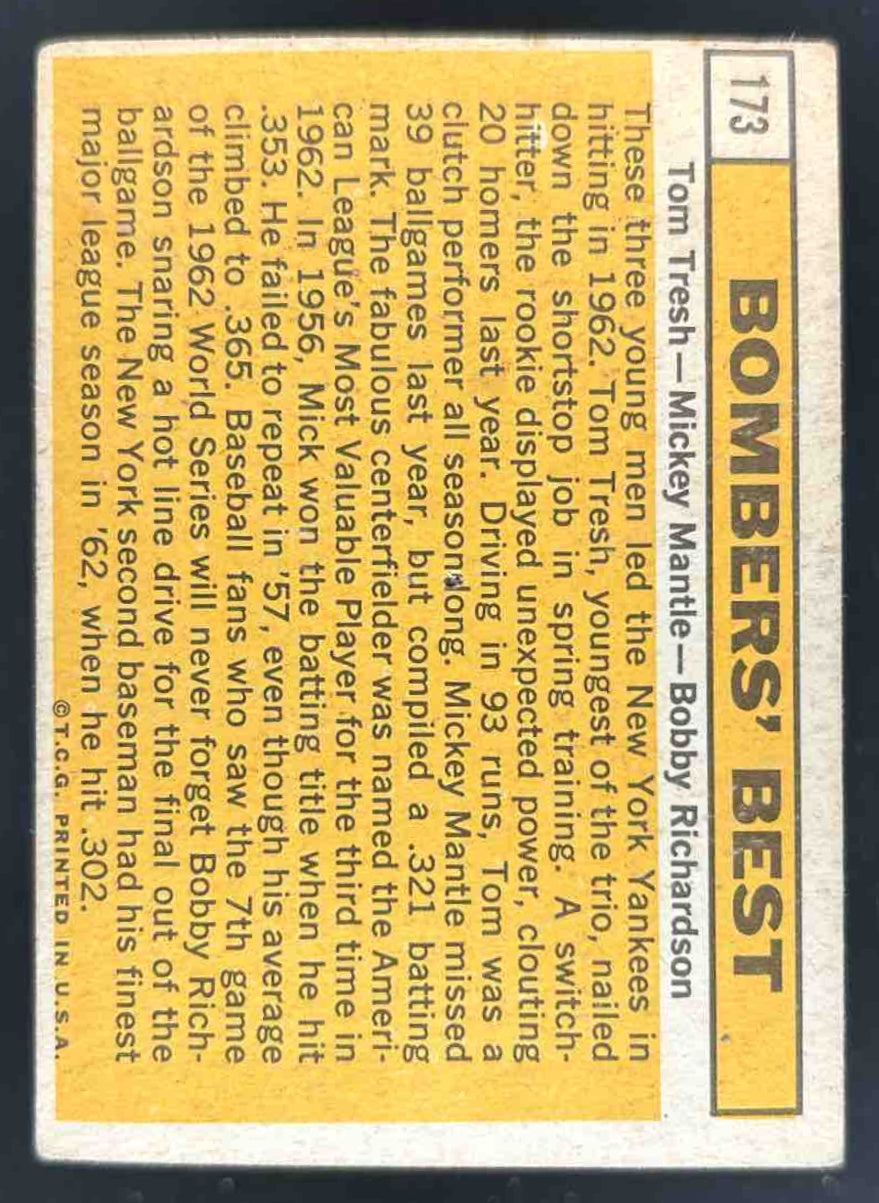 173
BOMBERS' BEST
Tom Tresh—Mickey Mantle—Bobby Richardson
These three young men led the New York Yankees in
hitting in 1962. Tom Tresh, youngest of the trio, nailed
down the shortstop job in spring training. A switch-
hitter, the rookie displayed unexpected power, clouting
20 homers last year. Driving in 93 runs, Tom was a
clutch performer all season long. Mickey Mantle missed
39 ballgames last year, but compiled a .321 batting
mark. The fabulous centerfielder was named the Ameri-
can League's Most Valuable Player for the third time in
1962. In 1956, Mick won the batting title when he hit
.353. He failed to repeat in '57, even though his average
climbed to .365. Baseball fans who saw the 7th game
of the 1962 World Series will never forget Bobby Rich-
ardson snaring a hot line drive for the final out of the
ballgame. The New York second baseman had his finest
major league season in '62, when he hit .302.
©T.C.G. PRINTED IN U.S.A.